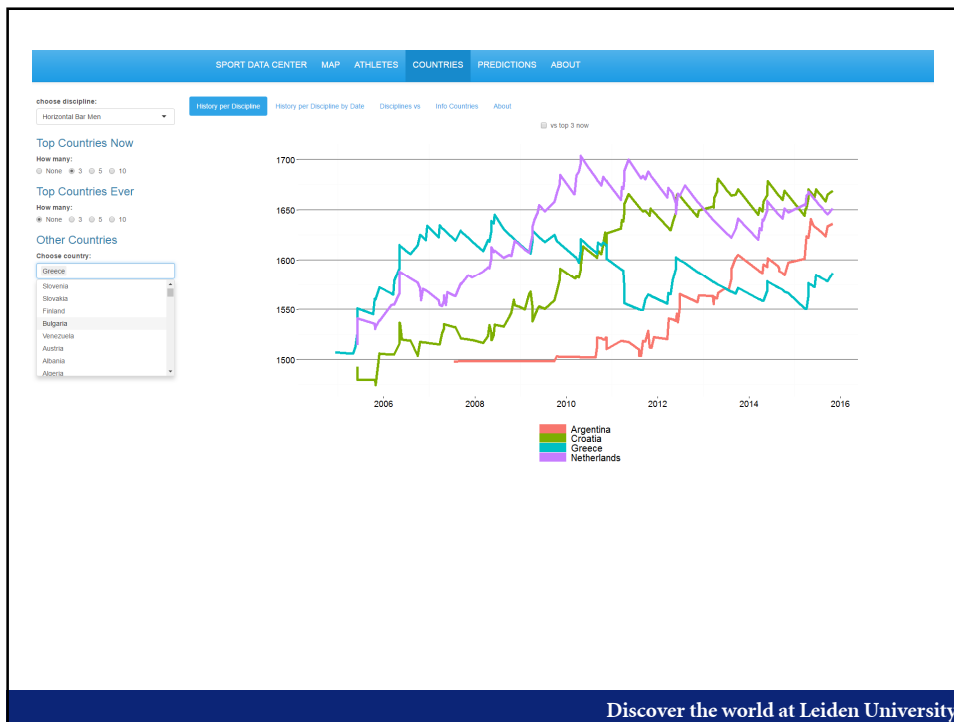 SPORT DATA CENTER MAP ATHLETES COUNTRIES PREDICTIONS ABOUT
choose discipline:
Horizontal Bar Men
Top Countries Now
How many:
None 3 5 10
Top Countries Ever
How many:
None 3 5 10
Other Countries
Choose country:
Greece
Slovenia
Slovakia
Finland
Bulgaria
Venezuela
Austria
Albania
Algeria
History per Discipline History per Discipline by Date Disciplines vs Info Countries About
vs top 3 now
1700
1650
1600
1550
1500
2006 2008 2010 2012 2014 2016
Argentina
Croatia
Greece
Netherlands
Discover the world at Leiden University